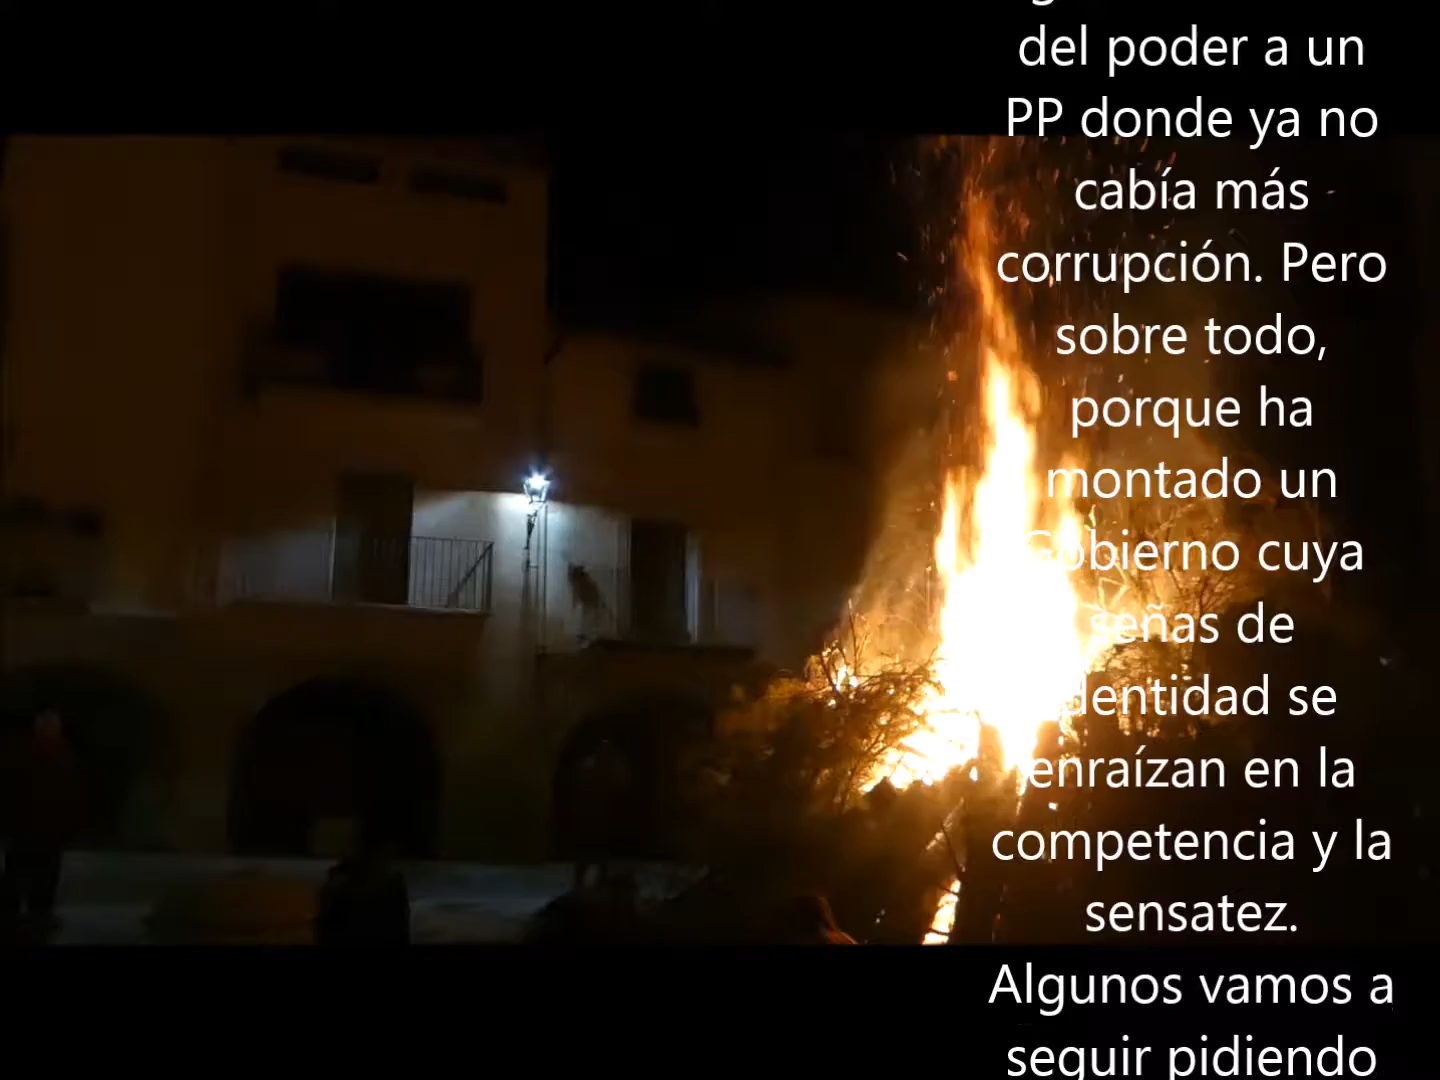 del poder a un
PP donde ya no
cabía más
corrupción. Pero
sobre todo,
porque ha
montado un
Gobierno cuya
señas de
identidad se
enraízan en la
competencia y la
sensatez.
Algunos vamos a
seguir pidiendo